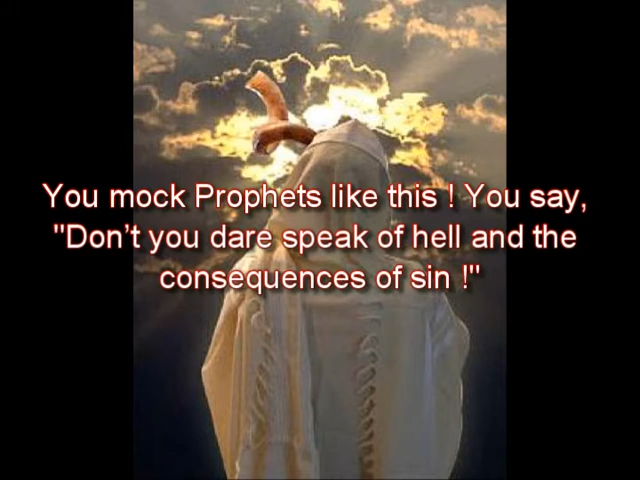 You mock Prophets like this ! You say,
"Don’t you dare speak of hell and the
consequences of sin !"